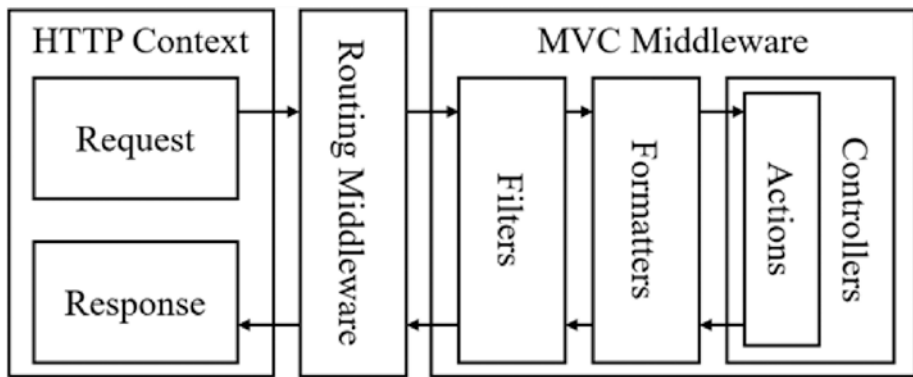 HTTP Context
Request
Response
Routing Middleware
MVC Middleware
Filters
Formatters
Actions
Controllers